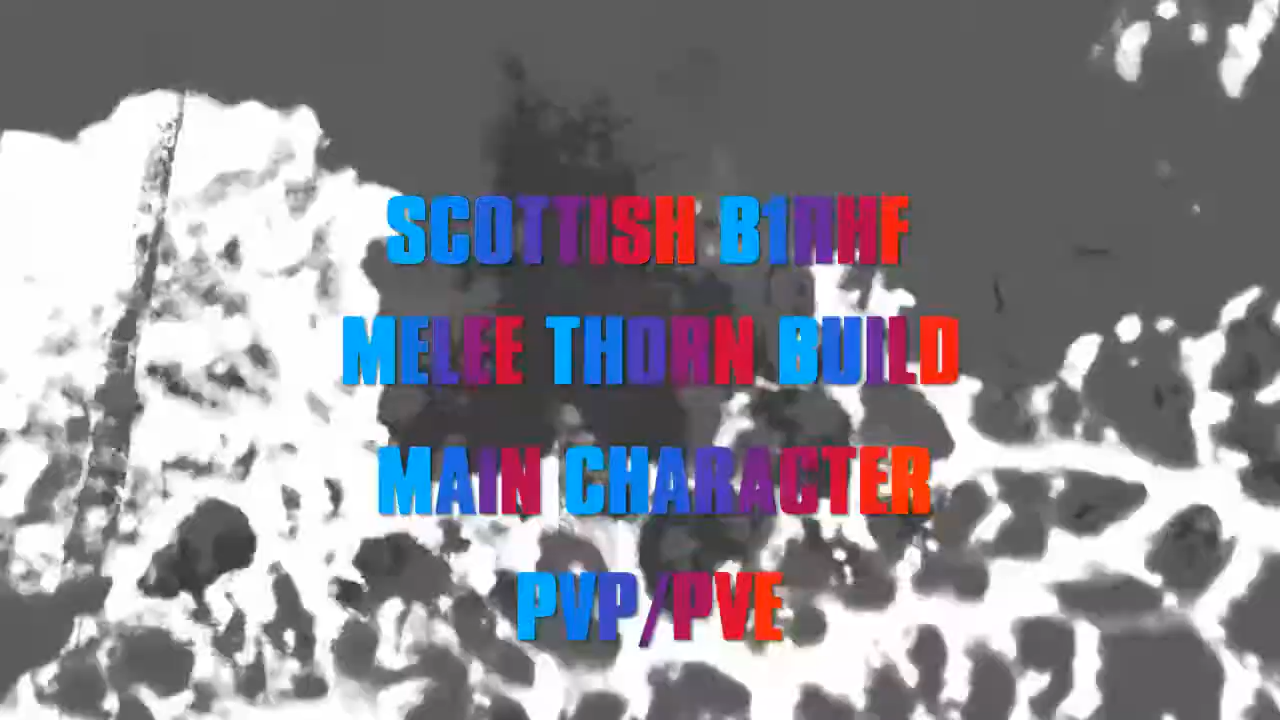 SCOTTISH B1RHF
MELEE THORN BUILD
MAIN CHARACTER
PVP/PVE